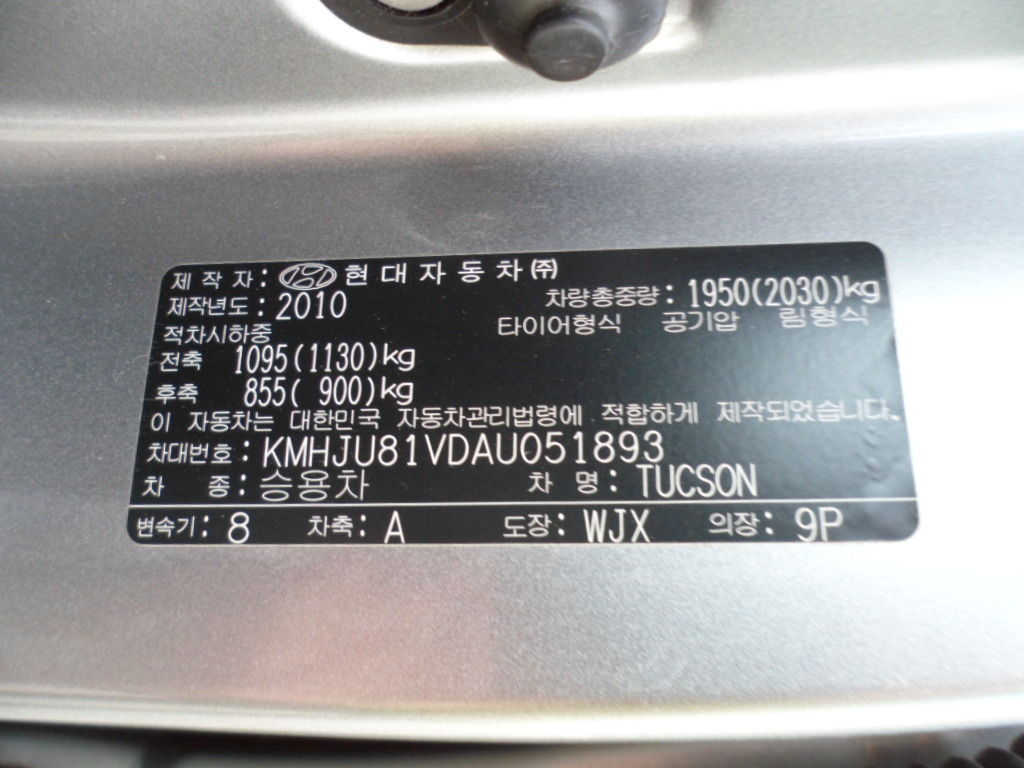 제 작 자 : 현대자동차㈜
제작년도 : 2010 차량총중량 : 1950(2030)kg
적차시하중 타이어형식 공기압 림형식
전축 1095(1130)kg
후축 855( 900)kg
이 자동차는 대한민국 자동차관리법령에 적합하게 제작되었습니다.
차대번호 : KMHJU81VDAU051893
차 종 : 승용차 차 명 : TUCSON
변속기 : 8 차축 : A 도장 : WJX 의장 : 9P